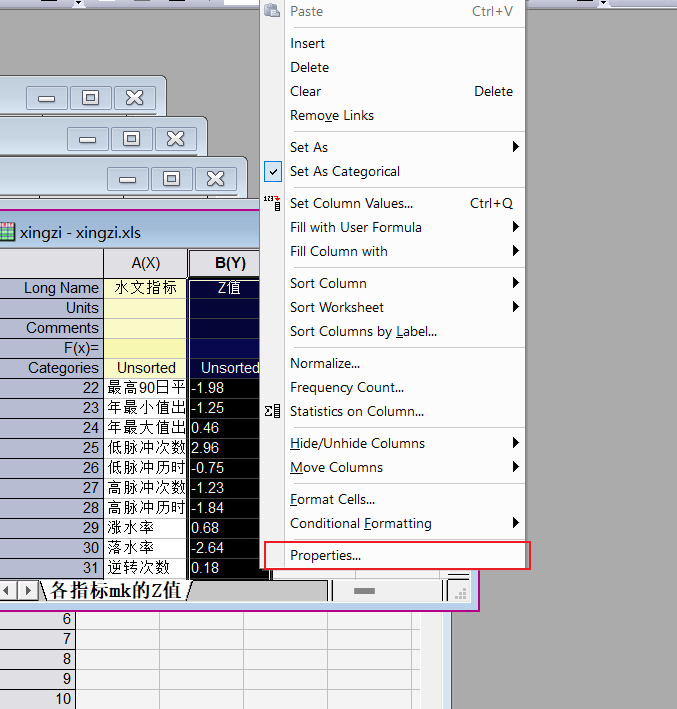 Paste Ctrl+V
Insert
Delete
Clear Delete
Remove Links
Set As
Set As Categorical
Set Column Values... Ctrl+Q
Fill with User Formula
Fill Column with
Sort Column
Sort Worksheet
Sort Columns by Label...
Normalize...
Frequency Count...
Statistics on Column...
Hide/Unhide Columns
Move Columns
Format Cells...
Conditional Formatting
Properties...
xingzi - xingzi.xls
A(X) B(Y)
Long Name 水文指标 Z值
Units
Comments
F(x)=
Categories Unsorted Unsorted
22 最高90日平 -1.98
23 年最小值出 -1.25
24 年最大值出 0.46
25 低脉冲次数 2.96
26 低脉冲历时 -0.75
27 高脉冲次数 -1.23
28 高脉冲历时 -1.84
29 涨水率 0.68
30 落水率 -2.64
31 逆转次数 0.18
各指标mk的Z值
6
7
8
9
10